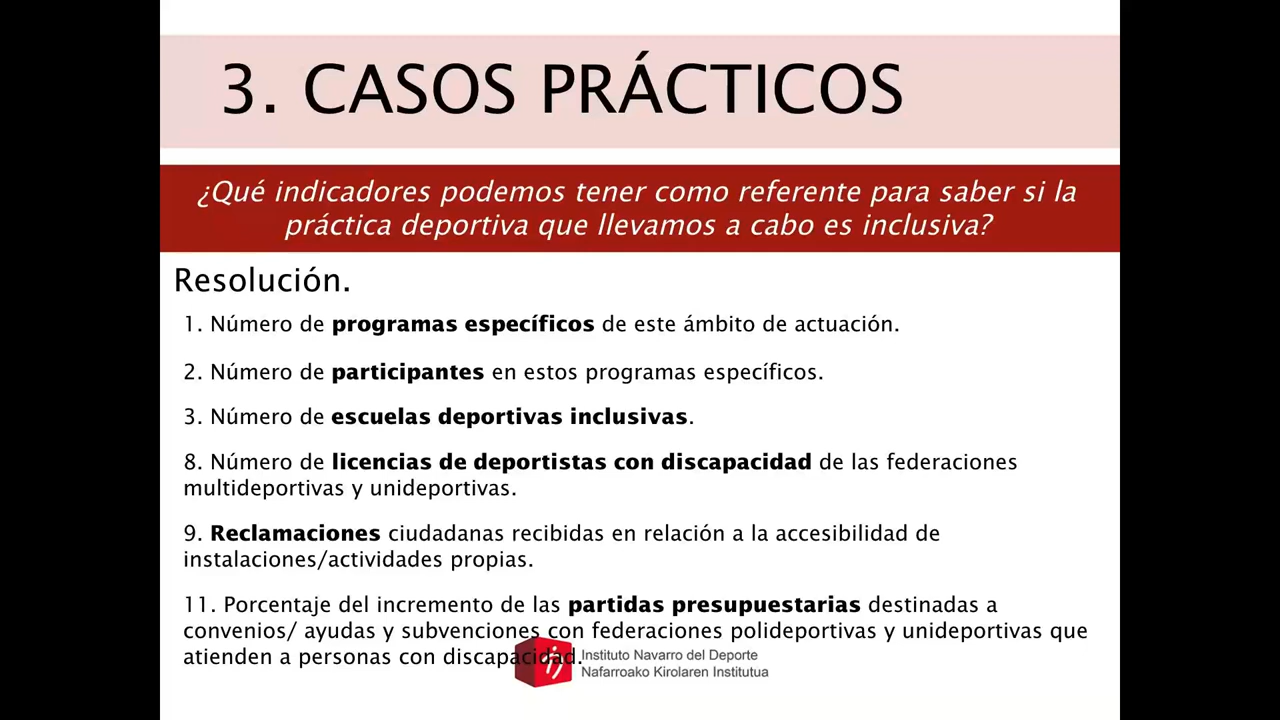 3. CASOS PRÁCTICOS
¿Qué indicadores podemos tener como referente para saber si la
práctica deportiva que llevamos a cabo es inclusiva?
Resolución.
1. Número de programas específicos de este ámbito de actuación.
2. Número de participantes en estos programas específicos.
3. Número de escuelas deportivas inclusivas.
8. Número de licencias de deportistas con discapacidad de las federaciones
multideportivas y unideportivas.
9. Reclamaciones ciudadanas recibidas en relación a la accesibilidad de
instalaciones/actividades propias.
11. Porcentaje del incremento de las partidas presupuestarias destinadas a
convenios/ ayudas y subvenciones con federaciones polideportivas y unideportivas que
atienden a personas con discapacidad.
Instituto Navarro del Deporte
Nafarroako Kirolaren Institutua